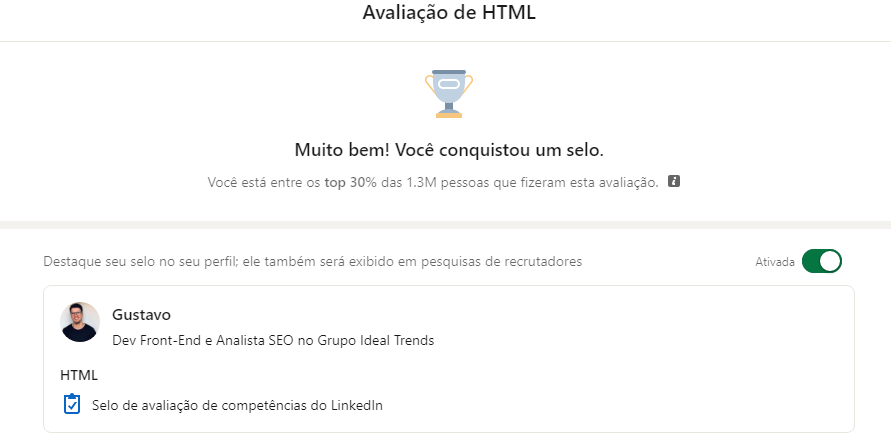 Avaliação de HTML
Muito bem! Você conquistou um selo.
Você está entre os top 30% das 1.3M pessoas que fizeram esta avaliação.
Destaque seu selo no seu perfil; ele também será exibido em pesquisas de recrutadores
Ativada
Gustavo
Dev Front-End e Analista SEO no Grupo Ideal Trends
HTML
Selo de avaliação de competências do LinkedIn